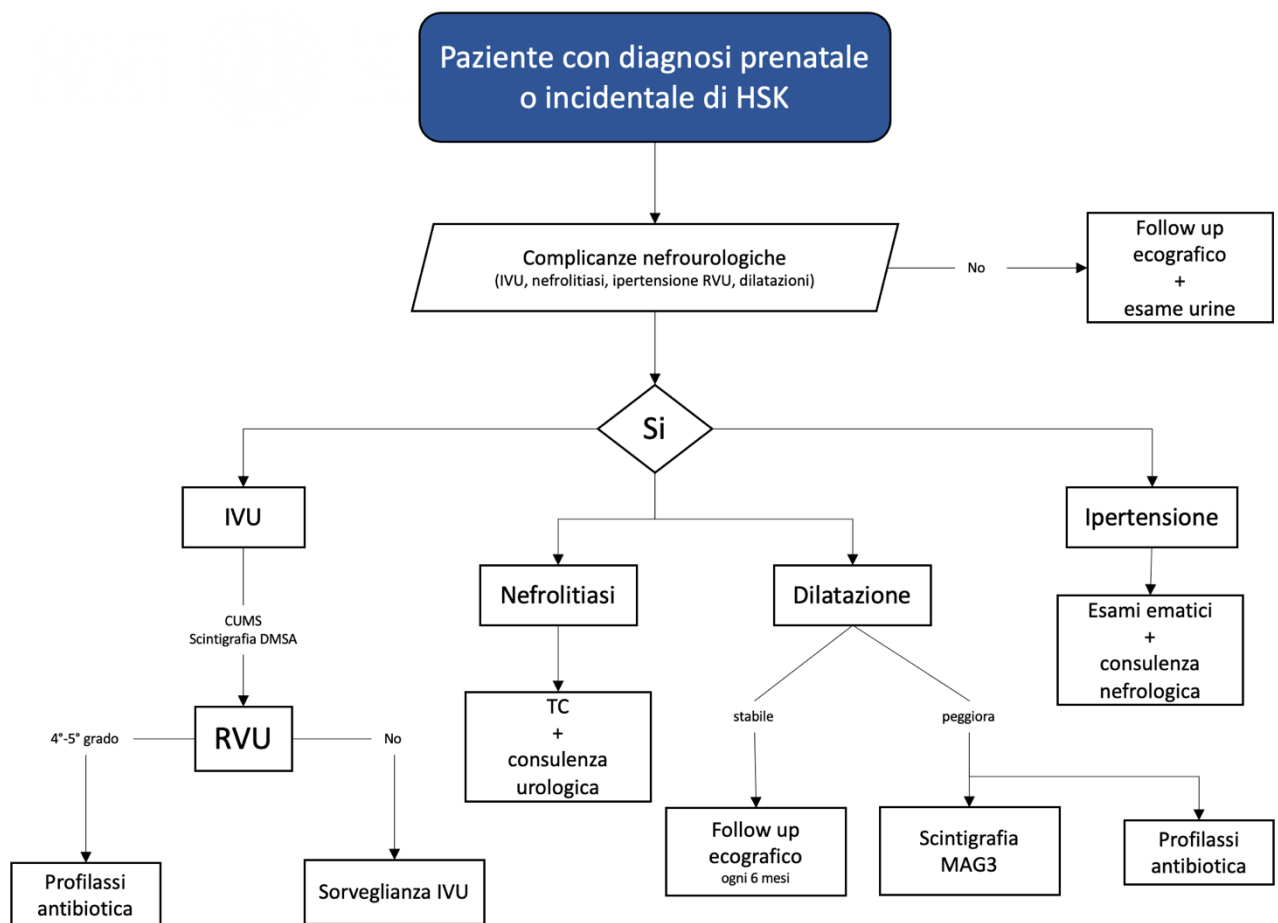 Paziente con diagnosi prenatale
o incidentale di HSK
Complicanze nefrourologiche
(IVU, nefrolitiasi, ipertensione RVU, dilatazioni)
No
Follow up
ecografico
+
esame urine
Si
IVU
Ipertensione
Nefrolitiasi
Dilatazione
CUMS
Scintigrafia DMSA
Esami ematici
+
consulenza
nefrologica
RVU
4°-5° grado
No
TC
+
consulenza
urologica
stabile
peggiora
Profilassi
antibiotica
Sorveglianza IVU
Follow up
ecografico
ogni 6 mesi
Scintigrafia
MAG3
Profilassi
antibiotica